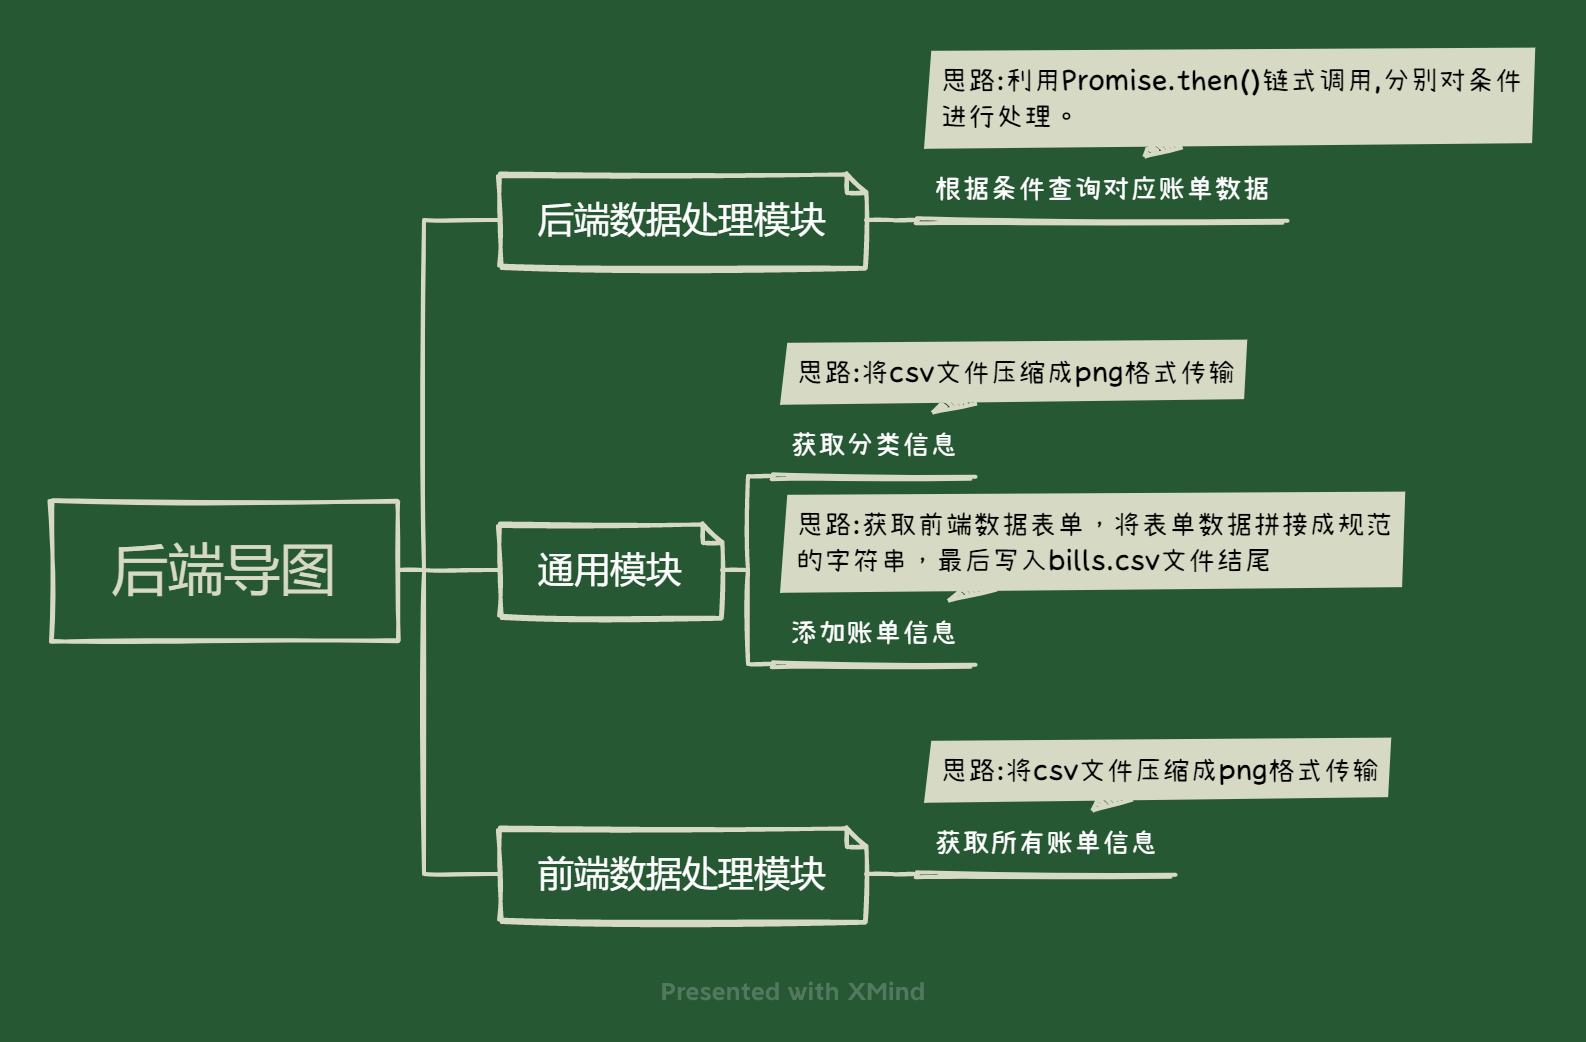 思路:利用Promise.then()链式调用,分别对条件
进行处理。
根据条件查询对应账单数据
后端数据处理模块
思路:将csv文件压缩成png格式传输
获取分类信息
思路:获取前端数据表单，将表单数据拼接成规范
的字符串，最后写入bills.csv文件结尾
后端导图
通用模块
添加账单信息
思路:将csv文件压缩成png格式传输
获取所有账单信息
前端数据处理模块
Presented with XMind